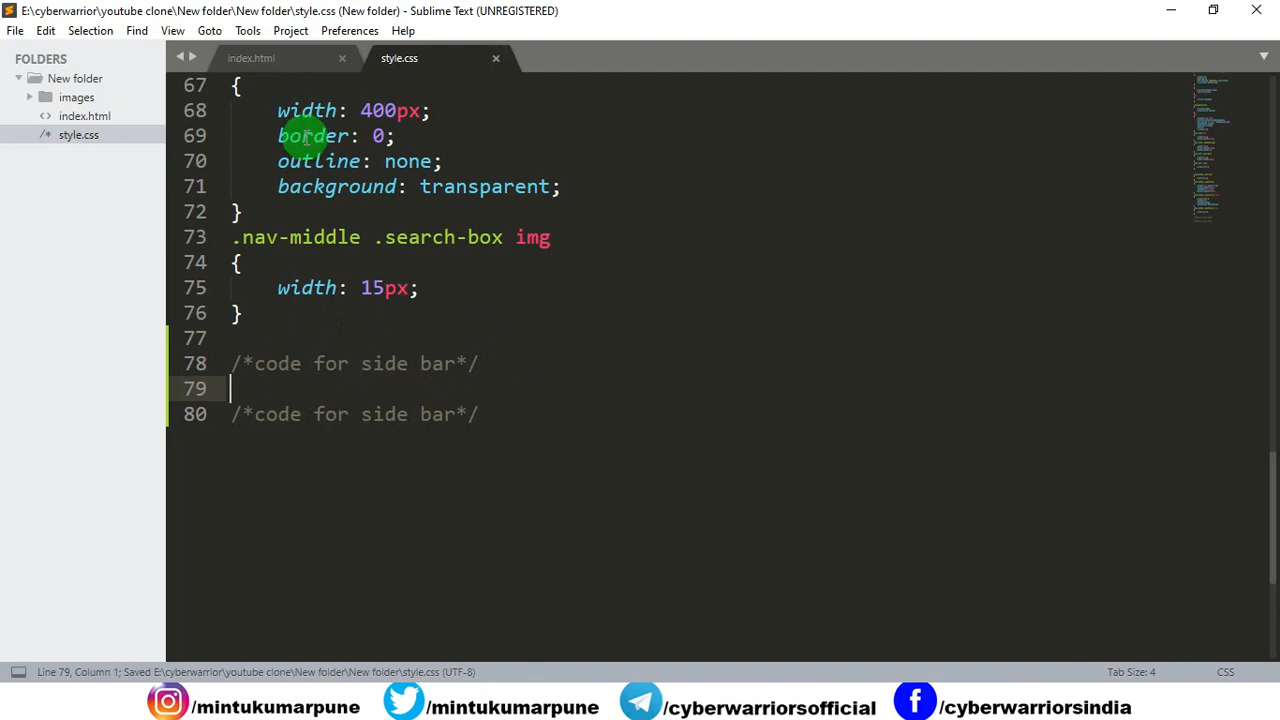 E:\cyberwarrior\youtube clone\New folder\New folder\style.css (New folder) - Sublime Text (UNREGISTERED)
File Edit Selection Find View Goto Tools Project Preferences Help
FOLDERS
New folder
images
index.html
/* style.css
index.html × style.css ×
67 {
68 width: 400px;
69 border: 0;
70 outline: none;
71 background: transparent;
72 }
73 .nav-middle .search-box img
74 {
75 width: 15px;
76 }
77
78 /*code for side bar*/
79
80 /*code for side bar*/
Line 79, Column 1; Saved E:\cyberwarrior\youtube clone\New folder\New folder\style.css (UTF-8) Tab Size: 4 CSS
/mintukumarpune /mintukumarpune /cyberwarriorsofficial /cyberwarriorsindia